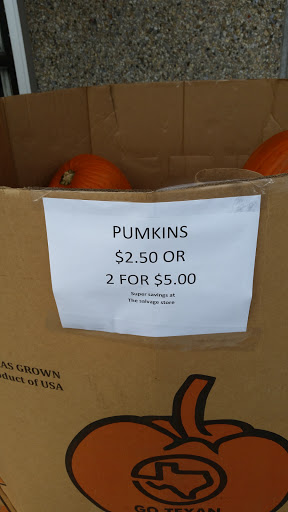 PUMKINS
$2.50 OR
2 FOR $5.00
Super savings at
The salvage store
AS GROWN
duct of USA
GO TEXAN